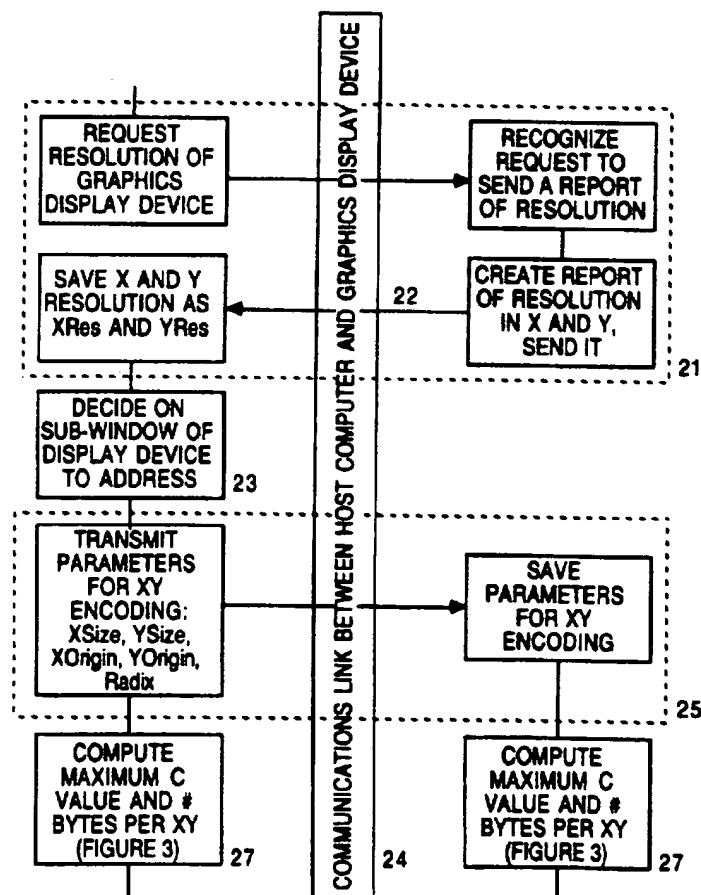 REQUEST
RESOLUTION OF
GRAPHICS
DISPLAY DEVICE
RECOGNIZE
REQUEST TO
SEND A REPORT
OF RESOLUTION
SAVE X AND Y
RESOLUTION AS
XRes AND YRes
22
CREATE REPORT
OF RESOLUTION
IN X AND Y,
SEND IT
21
DECIDE ON
SUB-WINDOW OF
DISPLAY DEVICE
TO ADDRESS
23
COMMUNICATIONS LINK BETWEEN HOST COMPUTER AND GRAPHICS DISPLAY DEVICE
TRANSMIT
PARAMETERS
FOR XY
ENCODING:
XSize, YSize,
XOrigin, YOrigin,
Radix
SAVE
PARAMETERS
FOR XY
ENCODING
25
COMPUTE
MAXIMUM C
VALUE AND #
BYTES PER XY
(FIGURE 3)
27
24
COMPUTE
MAXIMUM C
VALUE AND #
BYTES PER XY
(FIGURE 3)
27